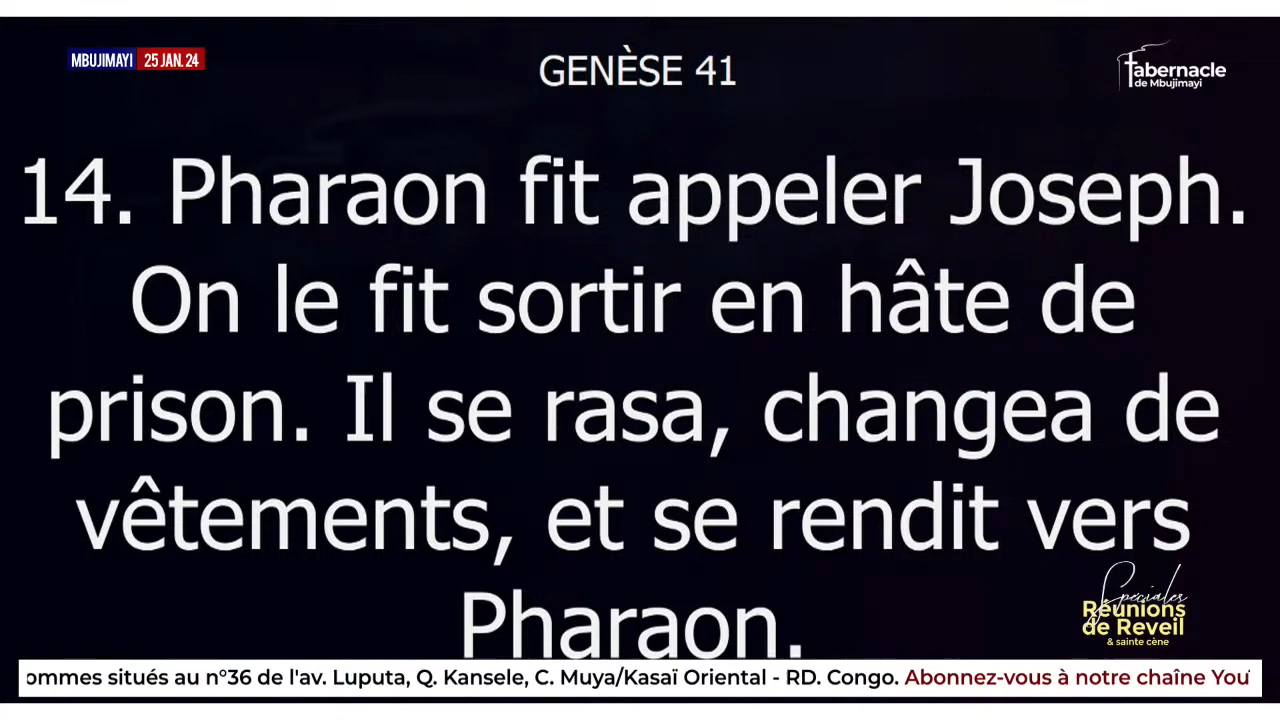 MBUJIMAYI 25 JAN. 24
GENÈSE 41
Tabernacle
de Mbujimayi
14. Pharaon fit appeler Joseph.
On le fit sortir en hâte de
prison. Il se rasa, changea de
vêtements, et se rendit vers
Pharaon.
Spéciales
Réunions
de Reveil
& sainte cène
ommes situés au n°36 de l'av. Luputa, Q. Kansele, C. Muya/Kasaï Oriental - RD. Congo. Abonnez-vous à notre chaîne You